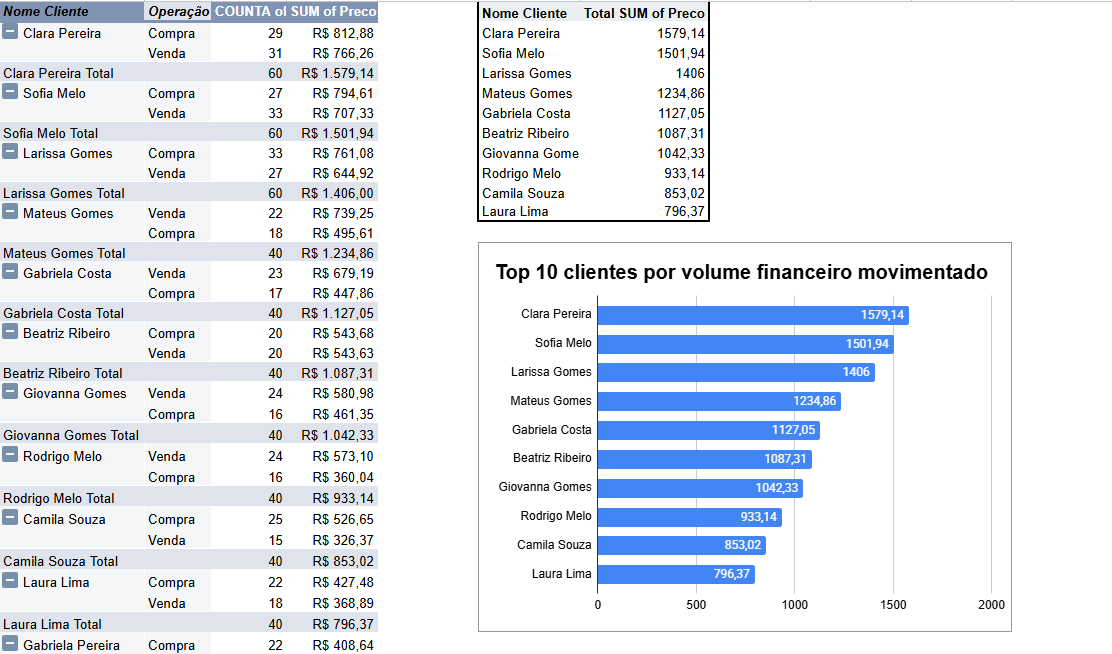 Nome Cliente Operação COUNTA of SUM of Preco
Clara Pereira Compra 29 R$ 812,88
Venda 31 R$ 766,26
Clara Pereira Total 60 R$ 1.579,14
Sofia Melo Compra 27 R$ 794,61
Venda 33 R$ 707,33
Sofia Melo Total 60 R$ 1.501,94
Larissa Gomes Compra 33 R$ 761,08
Venda 27 R$ 644,92
Larissa Gomes Total 60 R$ 1.406,00
Mateus Gomes Venda 22 R$ 739,25
Compra 18 R$ 495,61
Mateus Gomes Total 40 R$ 1.234,86
Gabriela Costa Venda 23 R$ 679,19
Compra 17 R$ 447,86
Gabriela Costa Total 40 R$ 1.127,05
Beatriz Ribeiro Compra 20 R$ 543,68
Venda 20 R$ 543,63
Beatriz Ribeiro Total 40 R$ 1.087,31
Giovanna Gomes Venda 24 R$ 580,98
Compra 16 R$ 461,35
Giovanna Gomes Total 40 R$ 1.042,33
Rodrigo Melo Venda 24 R$ 573,10
Compra 16 R$ 360,04
Rodrigo Melo Total 40 R$ 933,14
Camila Souza Compra 25 R$ 526,65
Venda 15 R$ 326,37
Camila Souza Total 40 R$ 853,02
Laura Lima Compra 22 R$ 427,48
Venda 18 R$ 368,89
Laura Lima Total 40 R$ 796,37
Gabriela Pereira Compra 22 R$ 408,64
Nome Cliente Total SUM of Preco
Clara Pereira 1579,14
Sofia Melo 1501,94
Larissa Gomes 1406
Mateus Gomes 1234,86
Gabriela Costa 1127,05
Beatriz Ribeiro 1087,31
Giovanna Gome 1042,33
Rodrigo Melo 933,14
Camila Souza 853,02
Laura Lima 796,37
Top 10 clientes por volume financeiro movimentado
Clara Pereira 1579,14
Sofia Melo 1501,94
Larissa Gomes 1406
Mateus Gomes 1234,86
Gabriela Costa 1127,05
Beatriz Ribeiro 1087,31
Giovanna Gomes 1042,33
Rodrigo Melo 933,14
Camila Souza 853,02
Laura Lima 796,37
0 500 1000 1500 2000